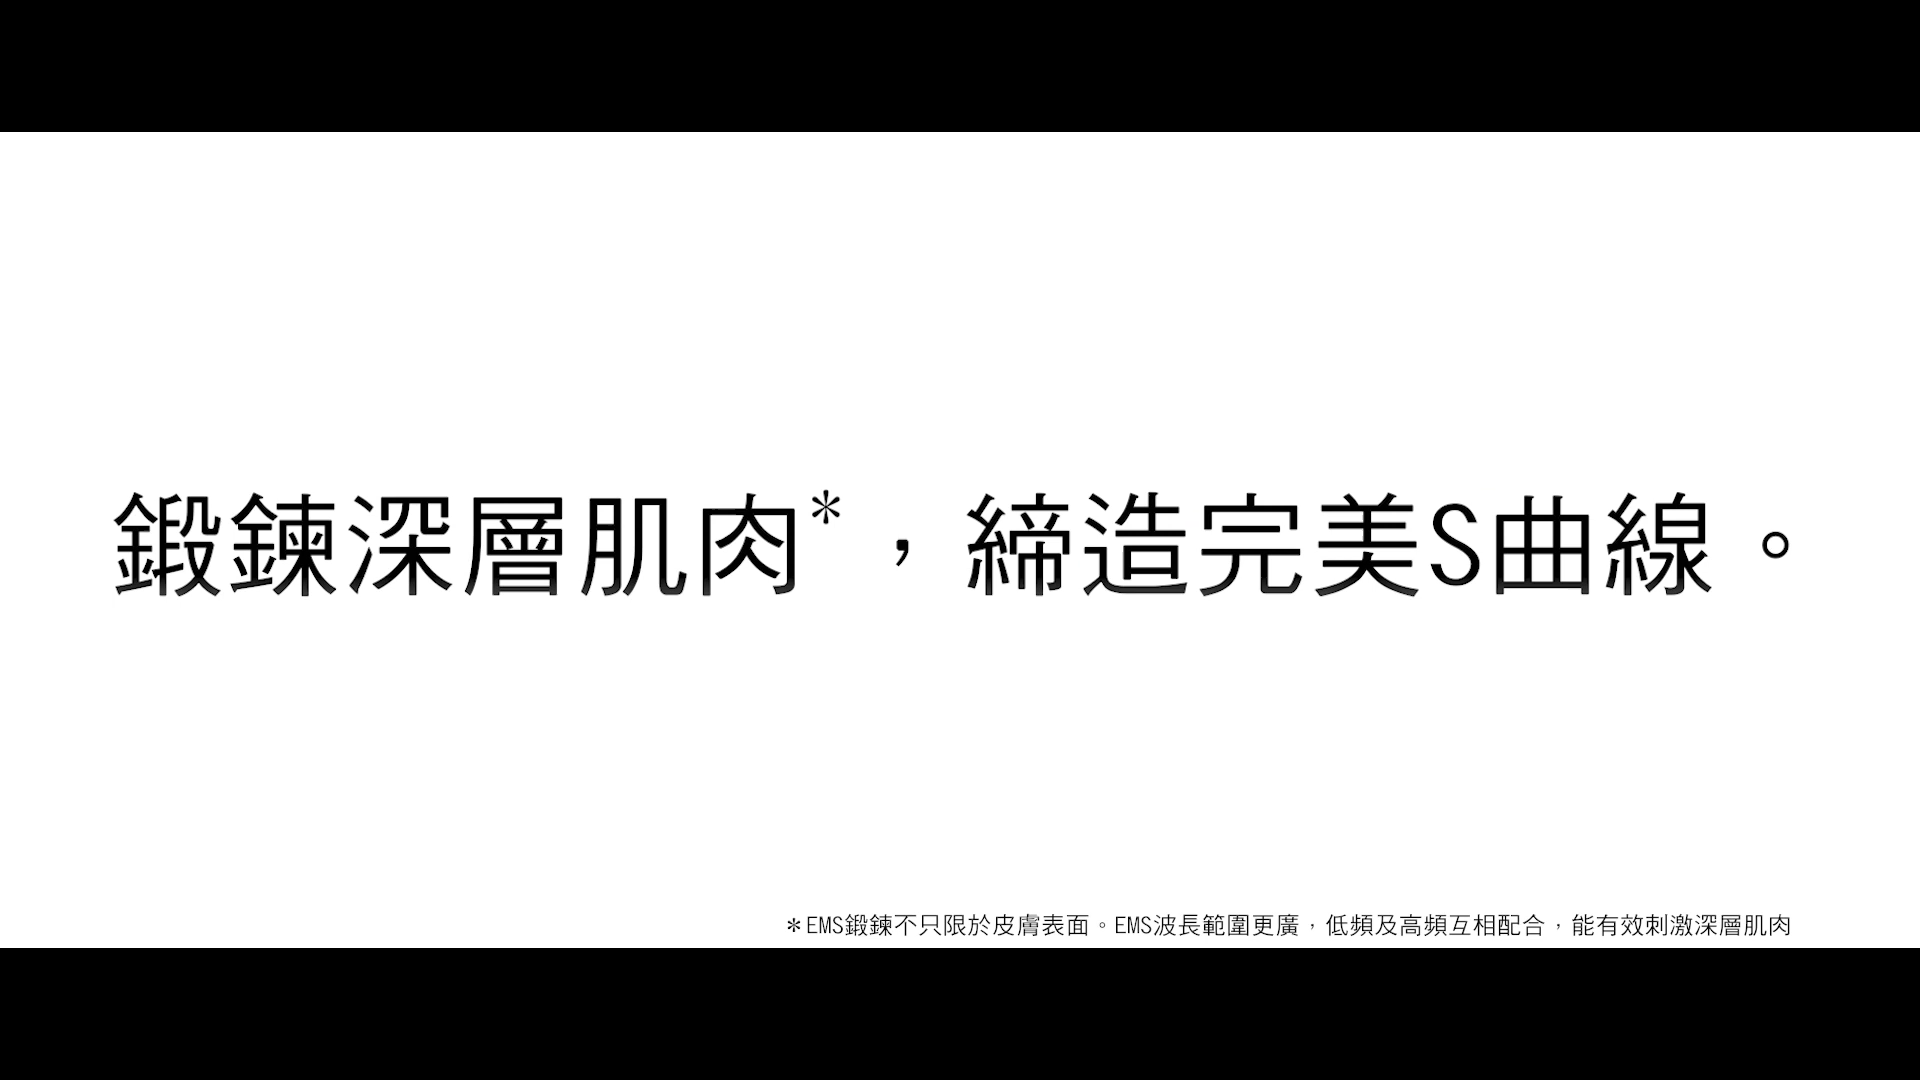 鍛鍊深層肌肉*，締造完美S曲線。
＊EMS鍛鍊不只限於皮膚表面。EMS波長範圍更廣，低頻及高頻互相配合，能有效刺激深層肌肉